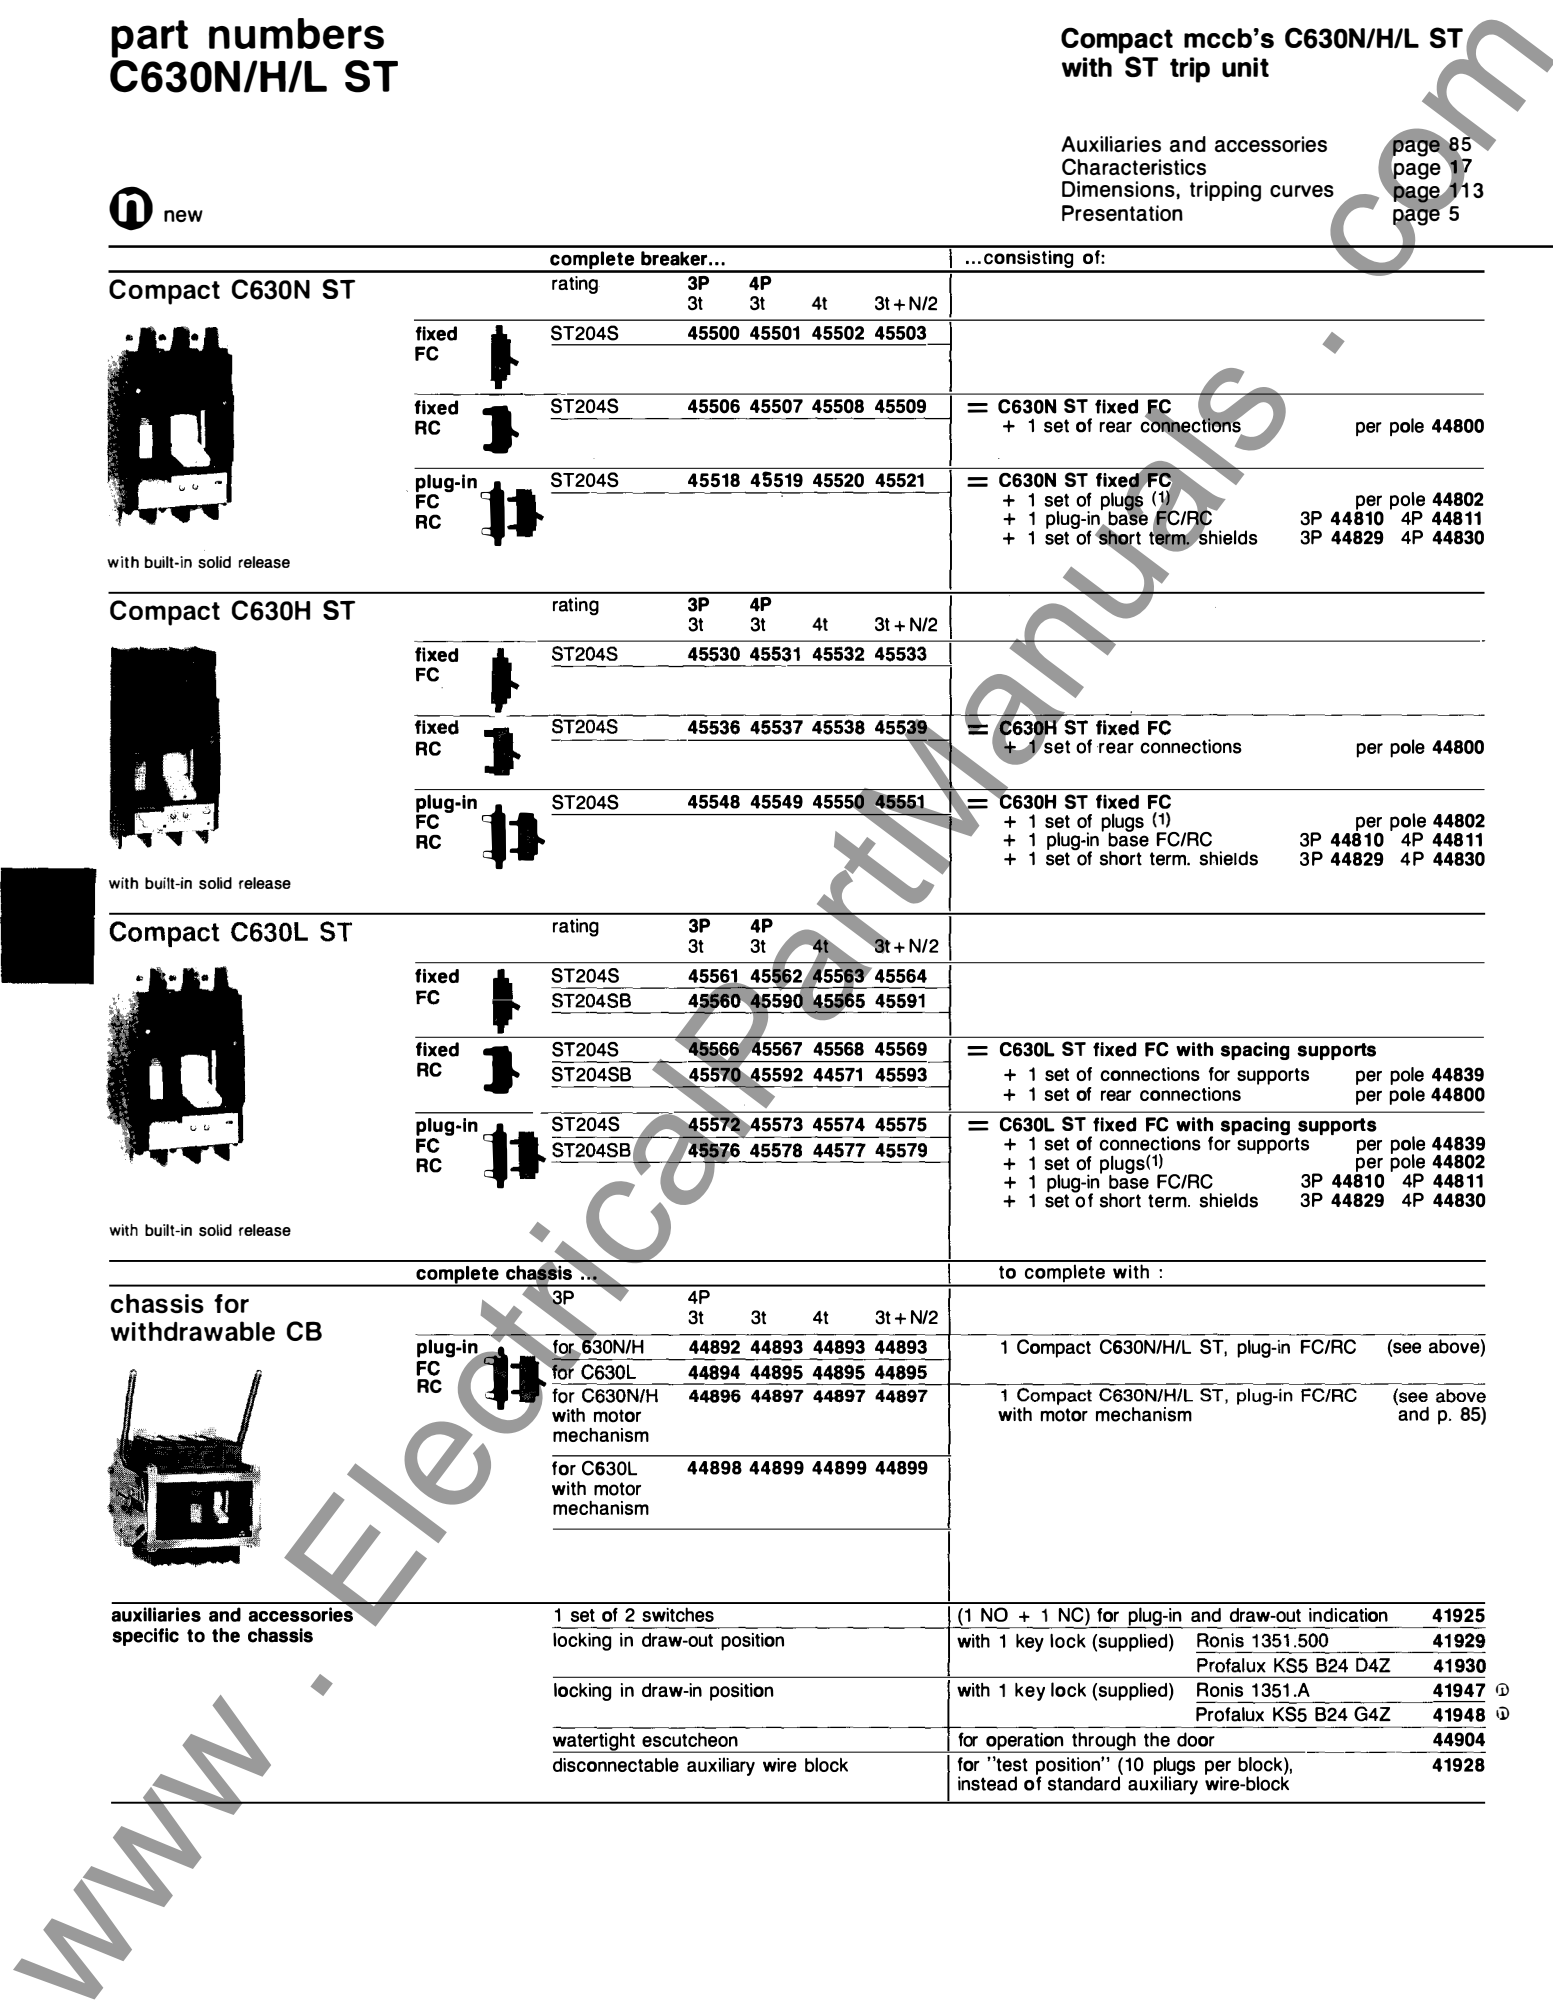 part numbers
C630N/H/L ST
Compact mccb's C630N/H/L ST
with ST trip unit
Auxiliaries and accessories page 85
Characteristics page 17
Dimensions, tripping curves page 113
Presentation page 5
n new
complete breaker... ...consisting of:
Compact C630N ST rating 3P 4P
3t 3t 4t 3t+N/2
fixed ST204S 45500 45501 45502 45503
FC
fixed ST204S 45506 45507 45508 45509 = C630N ST fixed FC
RC + 1 set of rear connections per pole 44800
plug-in ST204S 45518 45519 45520 45521 = C630N ST fixed FC
FC + 1 set of plugs (1) per pole 44802
RC + 1 plug-in base FC/RC 3P 44810 4P 44811
+ 1 set of short term. shields 3P 44829 4P 44830
with built-in solid release
Compact C630H ST rating 3P 4P
3t 3t 4t 3t+N/2
fixed ST204S 45530 45531 45532 45533
FC
fixed ST204S 45536 45537 45538 45539 = C630H ST fixed FC
RC + 1 set of rear connections per pole 44800
plug-in ST204S 45548 45549 45550 45551 = C630H ST fixed FC
FC + 1 set of plugs (1) per pole 44802
RC + 1 plug-in base FC/RC 3P 44810 4P 44811
+ 1 set of short term. shields 3P 44829 4P 44830
with built-in solid release
Compact C630L ST rating 3P 4P
3t 3t 4t 3t+N/2
fixed ST204S 45561 45562 45563 45564
FC ST204SB 45560 45590 45565 45591
fixed ST204S 45566 45567 45568 45569 = C630L ST fixed FC with spacing supports
RC ST204SB 45570 45592 44571 45593 + 1 set of connections for supports per pole 44839
+ 1 set of rear connections per pole 44800
plug-in ST204S 45572 45573 45574 45575 = C630L ST fixed FC with spacing supports
FC ST204SB 45576 45578 44577 45579 + 1 set of connections for supports per pole 44839
RC + 1 set of plugs(1) per pole 44802
+ 1 plug-in base FC/RC 3P 44810 4P 44811
+ 1 set of short term. shields 3P 44829 4P 44830
with built-in solid release
complete chassis ... to complete with :
chassis for 3P 4P
withdrawable CB 3t 3t 4t 3t+N/2
plug-in for 630N/H 44892 44893 44893 44893 1 Compact C630N/H/L ST, plug-in FC/RC (see above)
FC for C630L 44894 44895 44895 44895
RC for C630N/H 44896 44897 44897 44897 1 Compact C630N/H/L ST, plug-in FC/RC (see above
with motor with motor mechanism and p. 85)
mechanism
for C630L 44898 44899 44899 44899
with motor
mechanism
auxiliaries and accessories 1 set of 2 switches (1 NO + 1 NC) for plug-in and draw-out indication 41925
specific to the chassis locking in draw-out position with 1 key lock (supplied) Ronis 1351.500 41929
Profalux KS5 B24 D4Z 41930
locking in draw-in position with 1 key lock (supplied) Ronis 1351.A 41947 n
Profalux KS5 B24 G4Z 41948 n
watertight escutcheon for operation through the door 44904
disconnectable auxiliary wire block for "test position" (10 plugs per block), 41928
instead of standard auxiliary wire-block
www . ElectricalPartManuals . com